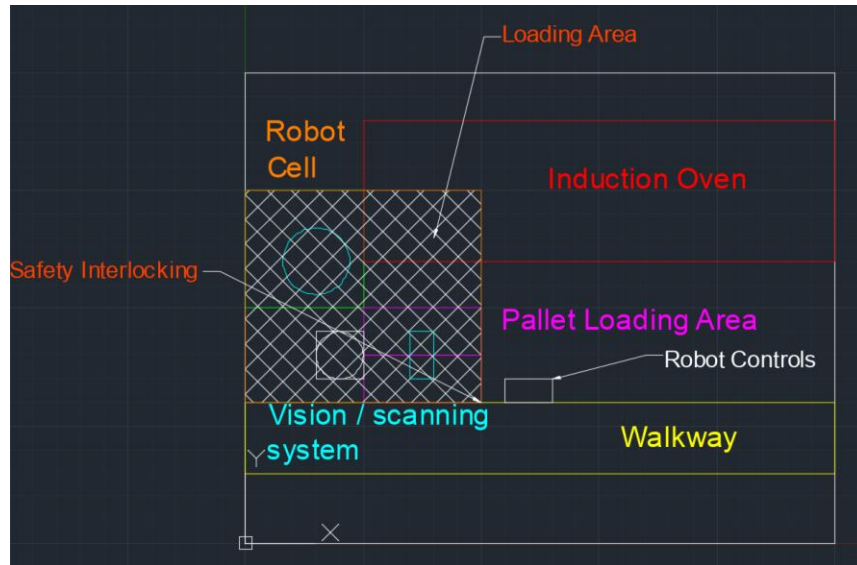 Loading Area
Robot
Cell
Induction Oven
Safety Interlocking
Pallet Loading Area
Robot Controls
Vision / scanning
system
Walkway
Y
X